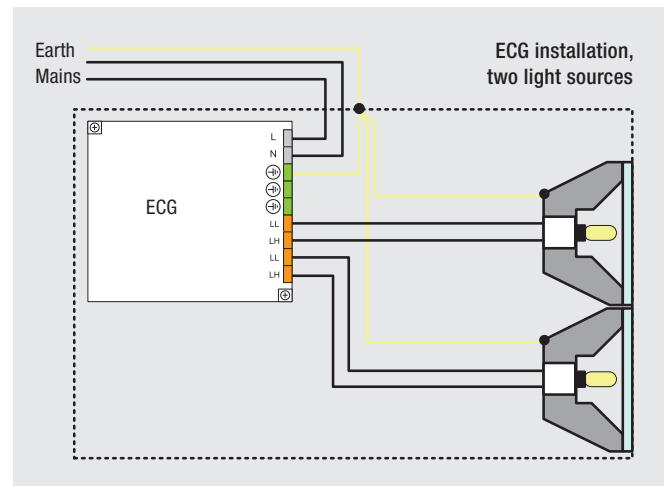 Earth
Mains
ECG installation,
two light sources
L
N
ECG
LL
LH
LL
LH